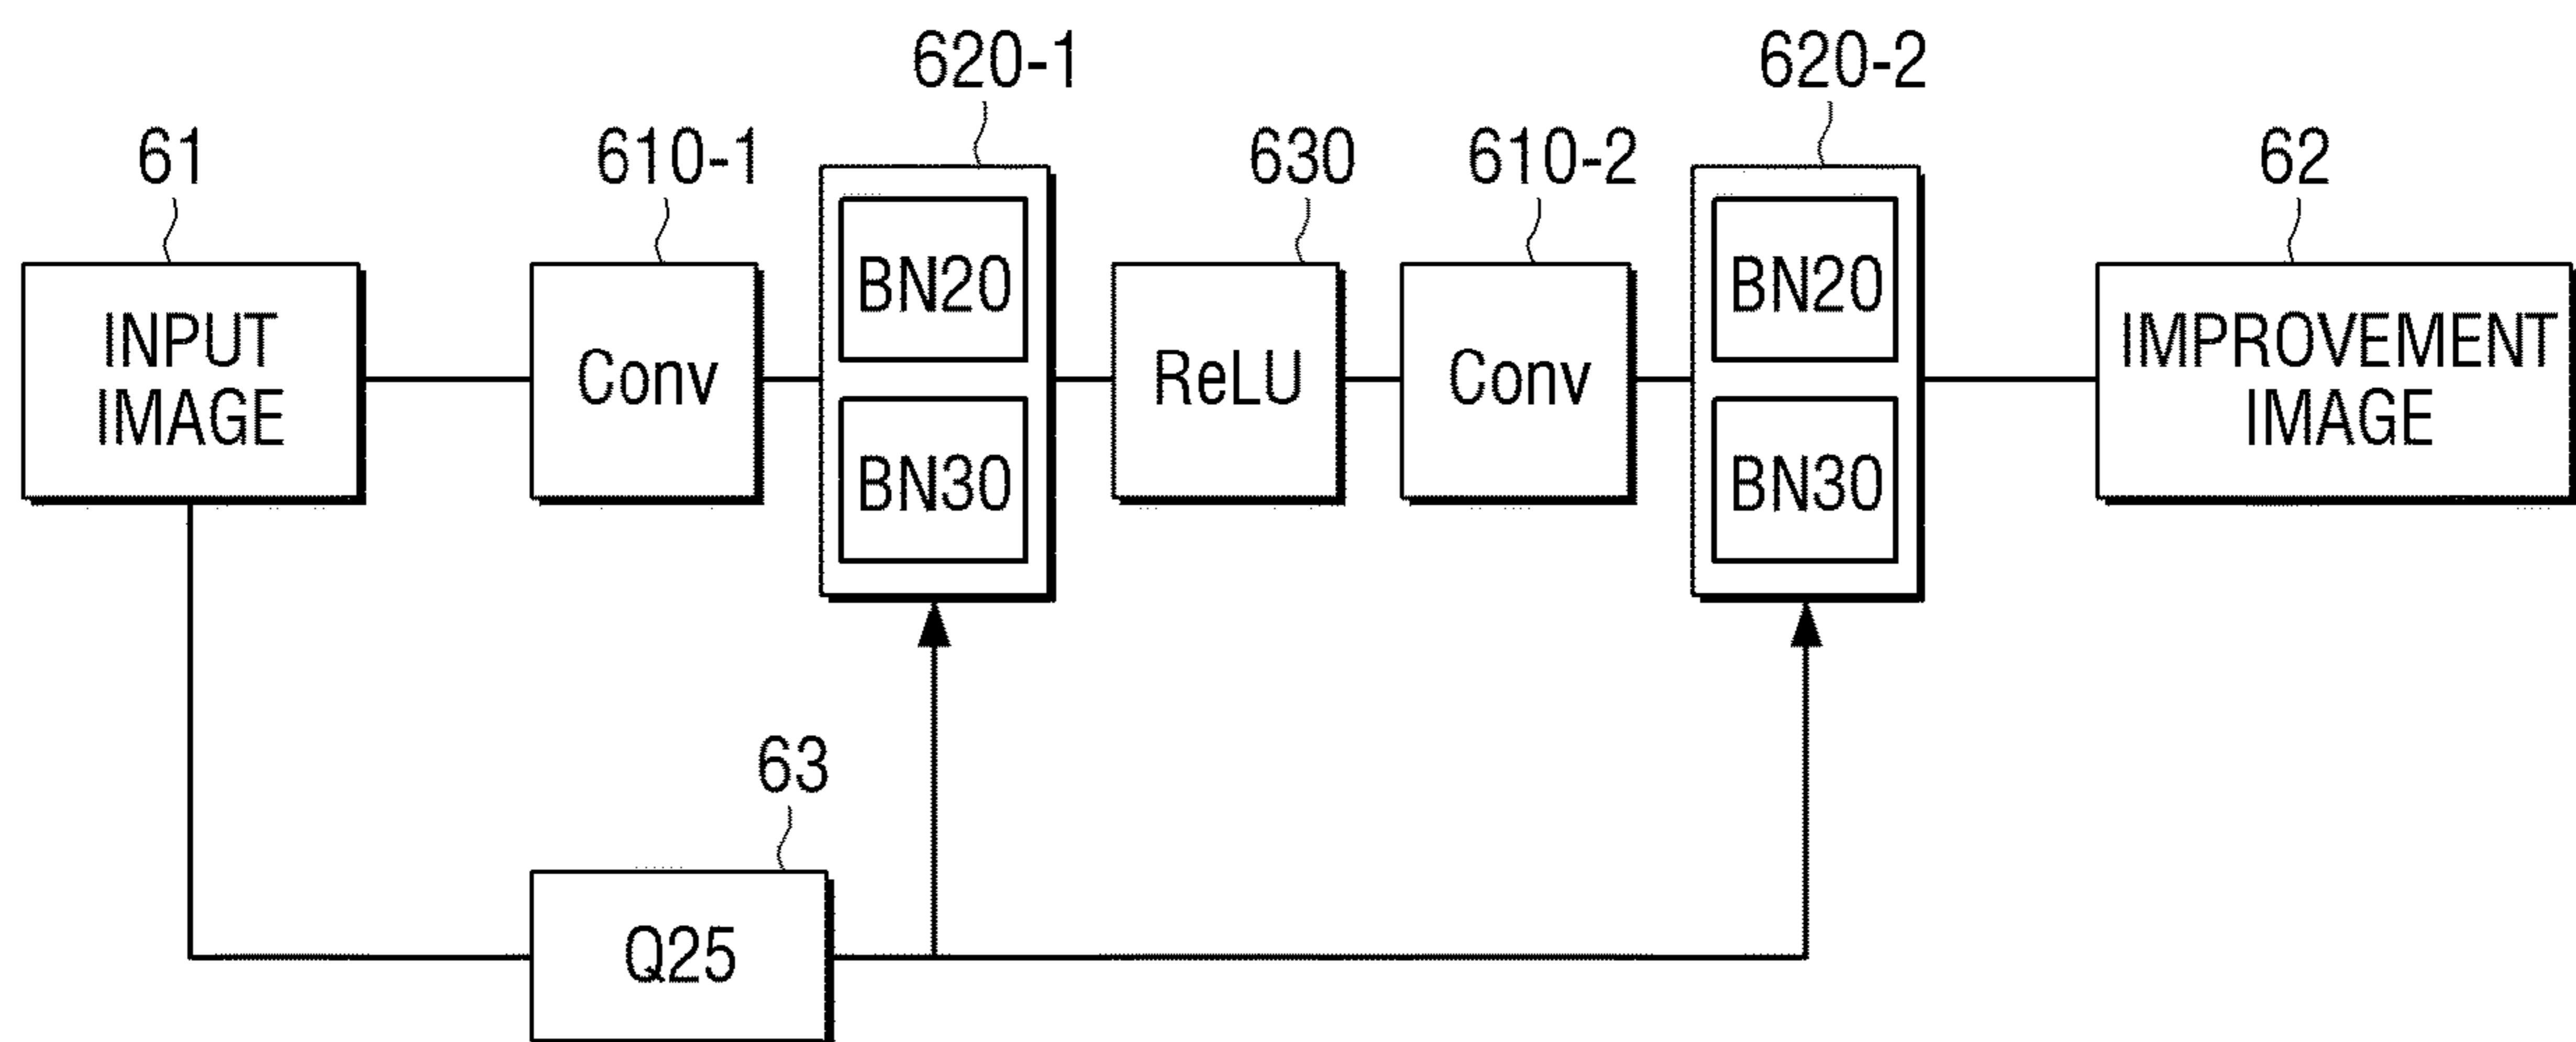 620-1
620-2
61
610-1
630
610-2
62
BN20
BN20
INPUT
IMAGE
Conv
ReLU
Conv
IMPROVEMENT
IMAGE
BN30
BN30
63
Q25